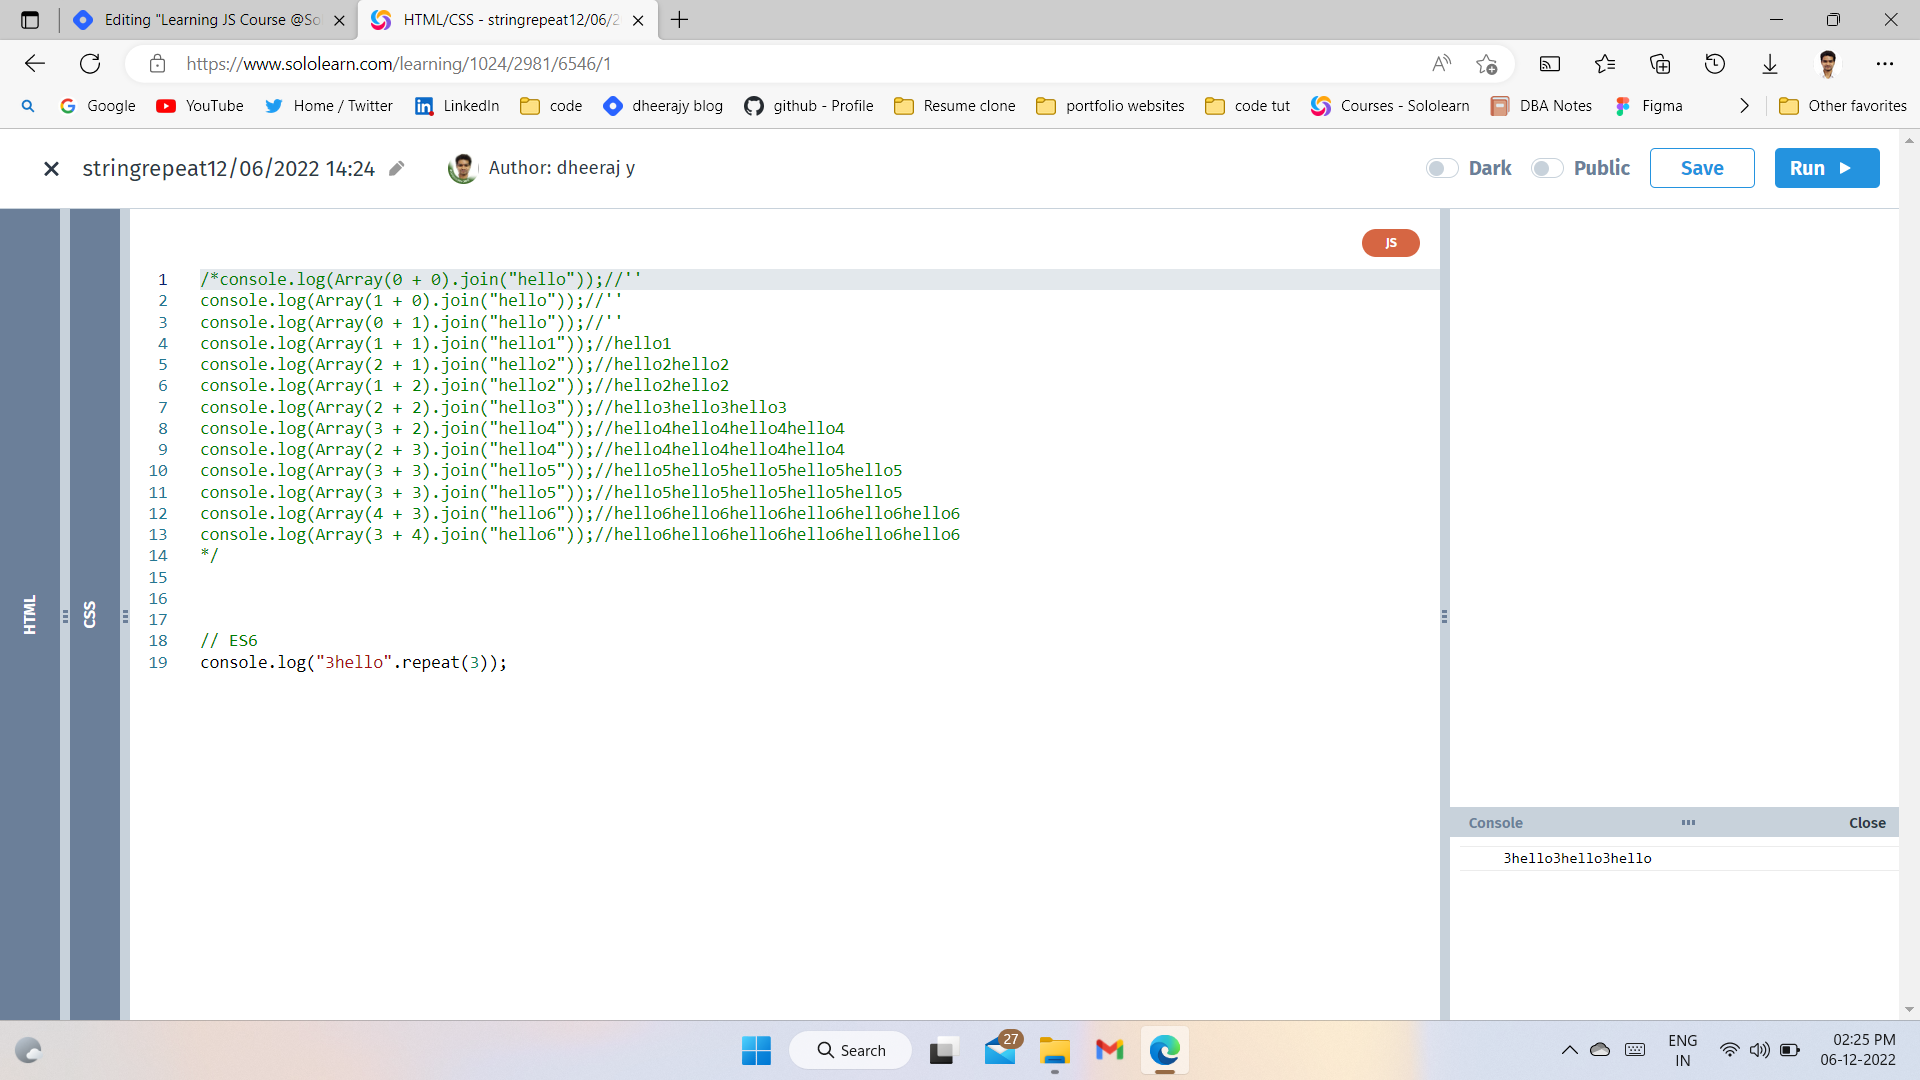 Editing "Learning JS Course @So
HTML/CSS - stringrepeat12/06/2
https://www.sololearn.com/learning/1024/2981/6546/1
Google YouTube Home / Twitter LinkedIn code dheerajy blog github - Profile Resume clone portfolio websites code tut Courses - Sololearn DBA Notes Figma Other favorites
stringrepeat12/06/2022 14:24 Author: dheeraj y Dark Public Save Run
HTML
CSS
JS
1 /*console.log(Array(0 + 0).join("hello"));//''
2 console.log(Array(1 + 0).join("hello"));//''
3 console.log(Array(0 + 1).join("hello"));//''
4 console.log(Array(1 + 1).join("hello1"));//hello1
5 console.log(Array(2 + 1).join("hello2"));//hello2hello2
6 console.log(Array(1 + 2).join("hello2"));//hello2hello2
7 console.log(Array(2 + 2).join("hello3"));//hello3hello3hello3
8 console.log(Array(3 + 2).join("hello4"));//hello4hello4hello4hello4
9 console.log(Array(2 + 3).join("hello4"));//hello4hello4hello4hello4
10 console.log(Array(3 + 3).join("hello5"));//hello5hello5hello5hello5hello5
11 console.log(Array(3 + 3).join("hello5"));//hello5hello5hello5hello5hello5
12 console.log(Array(4 + 3).join("hello6"));//hello6hello6hello6hello6hello6hello6
13 console.log(Array(3 + 4).join("hello6"));//hello6hello6hello6hello6hello6hello6
14 */
15
16
17
18 // ES6
19 console.log("3hello".repeat(3));
Console Close
3hello3hello3hello
Search
27
ENG
IN
02:25 PM
06-12-2022